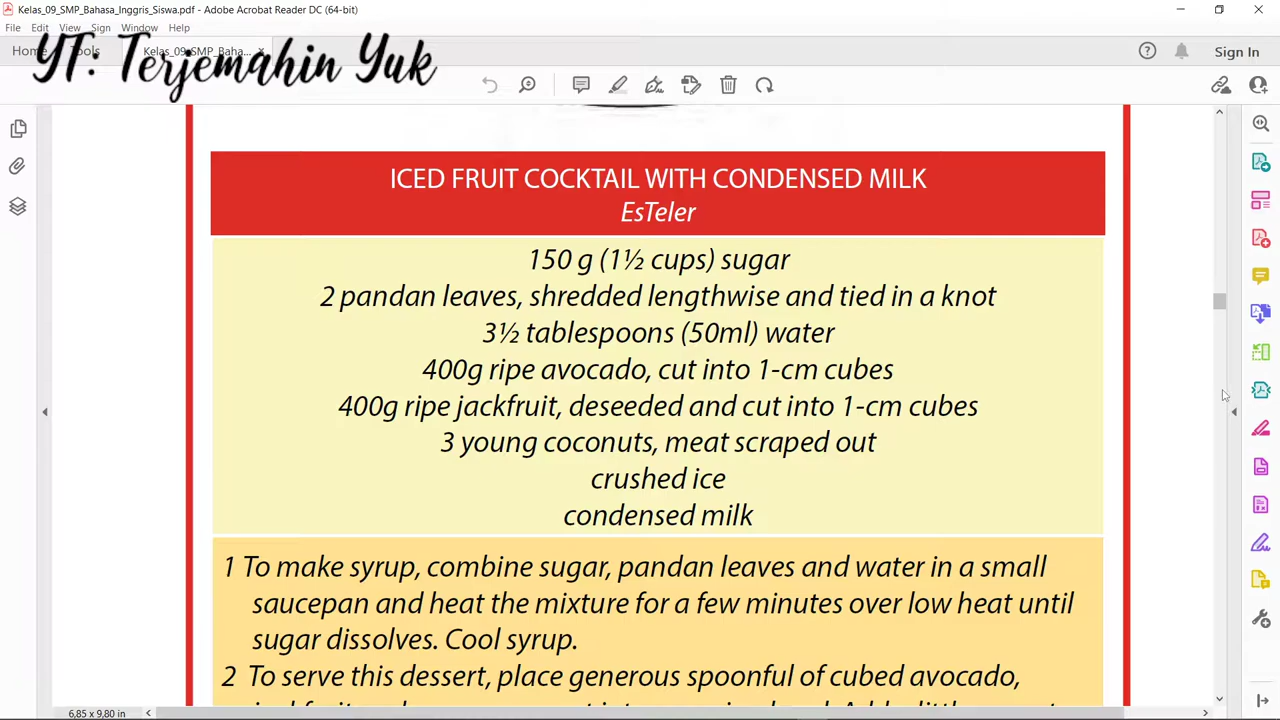 Kelas_09_SMP_Bahasa_Inggris_Siswa.pdf - Adobe Acrobat Reader DC (64-bit)
File Edit View Sign Window Help
Home Tools Kelas_09_SMP_Baha...
Sign In
YT: Terjemahin Yuk
ICED FRUIT COCKTAIL WITH CONDENSED MILK
EsTeler
150 g (1½ cups) sugar
2 pandan leaves, shredded lengthwise and tied in a knot
3½ tablespoons (50ml) water
400g ripe avocado, cut into 1-cm cubes
400g ripe jackfruit, deseeded and cut into 1-cm cubes
3 young coconuts, meat scraped out
crushed ice
condensed milk
1 To make syrup, combine sugar, pandan leaves and water in a small
saucepan and heat the mixture for a few minutes over low heat until
sugar dissolves. Cool syrup.
2 To serve this dessert, place generous spoonful of cubed avocado,
6,85 x 9,80 in